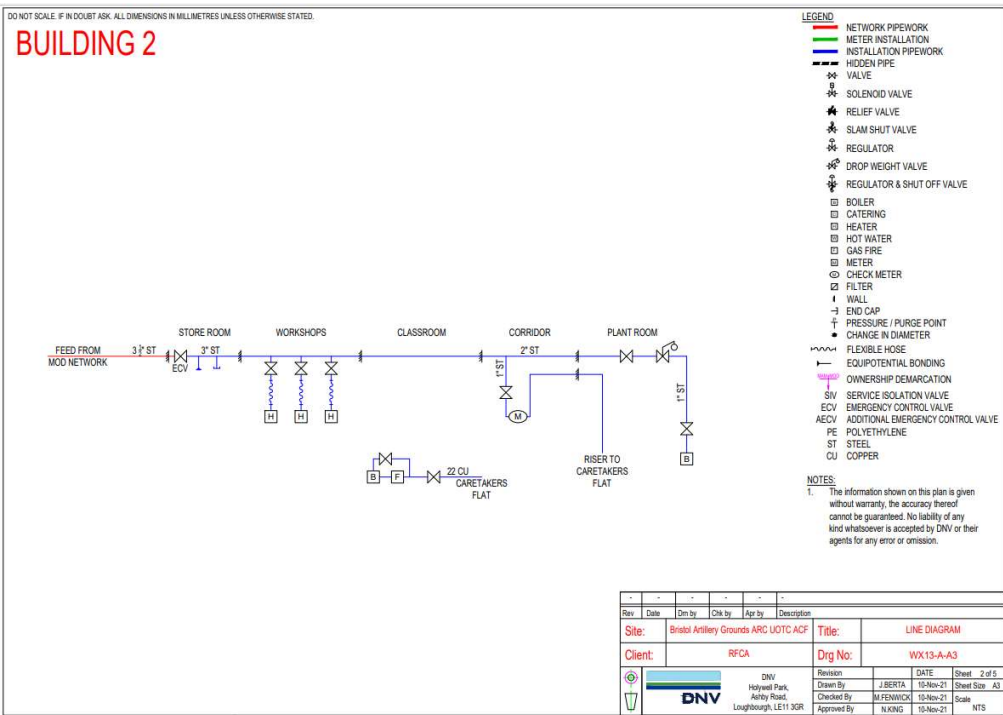 DO NOT SCALE. IF IN DOUBT ASK. ALL DIMENSIONS IN MILLIMETRES UNLESS OTHERWISE STATED.
BUILDING 2
LEGEND
NETWORK PIPEWORK
METER INSTALLATION
INSTALLATION PIPEWORK
HIDDEN PIPE
VALVE
S
SOLENOID VALVE
RELIEF VALVE
SLAM SHUT VALVE
REGULATOR
DROP WEIGHT VALVE
REGULATOR & SHUT OFF VALVE
BOILER
CATERING
HEATER
HOT WATER
GAS FIRE
METER
CHECK METER
FILTER
WALL
END CAP
PRESSURE / PURGE POINT
CHANGE IN DIAMETER
FLEXIBLE HOSE
EQUIPOTENTIAL BONDING
OWNERSHIP DEMARCATION
SIV SERVICE ISOLATION VALVE
ECV EMERGENCY CONTROL VALVE
AECV ADDITIONAL EMERGENCY CONTROL VALVE
PE POLYETHYLENE
ST STEEL
CU COPPER
NOTES:
1. The information shown on this plan is given
without warranty, the accuracy thereof
cannot be guaranteed. No liability of any
kind whatsoever is accepted by DNV or their
agents for any error or omission.
STORE ROOM WORKSHOPS CLASSROOM CORRIDOR PLANT ROOM
FEED FROM
MOD NETWORK
3 ½" ST
ECV
3" ST
2" ST
1" ST
1" ST
H H H
M
B
RISER TO
CARETAKERS
FLAT
B F
22 CU
CARETAKERS
FLAT
- - - - - -
Rev Date Drn by Chk by Apr by Description
Site: Bristol Artillery Grounds ARC UOTC ACF Title: LINE DIAGRAM
Client: RFCA Drg No: WX13-A-A3
DNV
DNV
Holywell Park,
Ashby Road,
Loughbourgh, LE11 3GR
Revision DATE Sheet 2 of 5
Drawn By J.BERTA 10-Nov-21 Sheet Size A3
Checked By M.FENWICK 10-Nov-21 Scale
Approved By N.KING 10-Nov-21 NTS